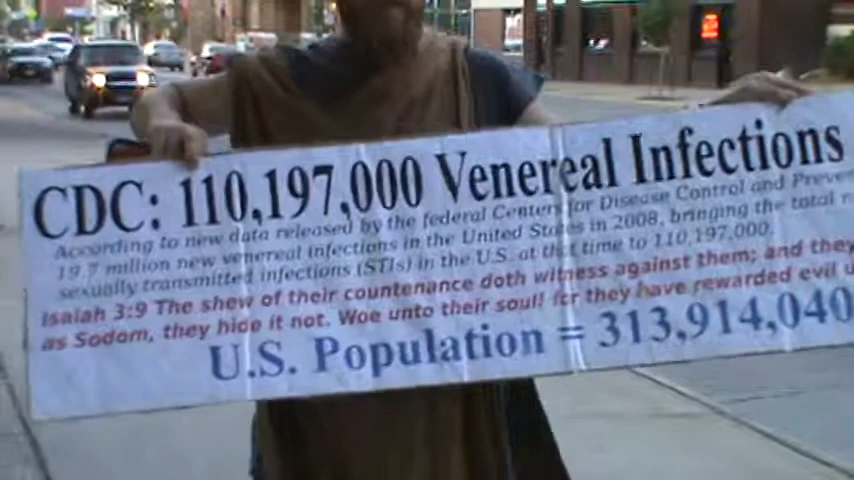 CDC: 110,197,000 Venereal Infections
According to new data released by the federal Centers for Disease Control and
19.7 million new venereal infections in the United States in 2008, bringing the total
sexually transmitted infections (STIs) in the U.S. at that time to 110,197,000.
Isaiah 3:9 The shew of their countenance doth witness against them; and they
as Sodom, they hide it not. Woe unto their soul! for they have rewarded evil
U.S. Population = 313,914,040